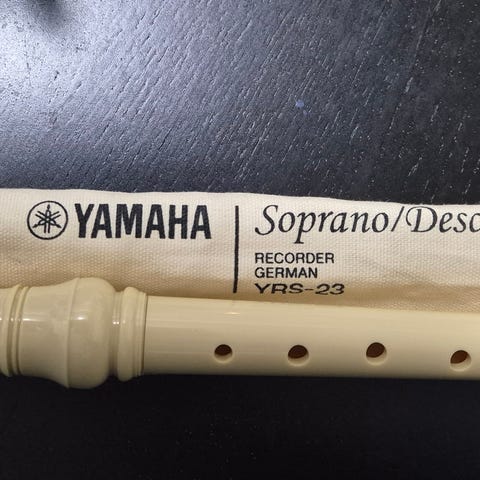 YAMAHA
Soprano/Desc
RECORDER
GERMAN
YRS-23